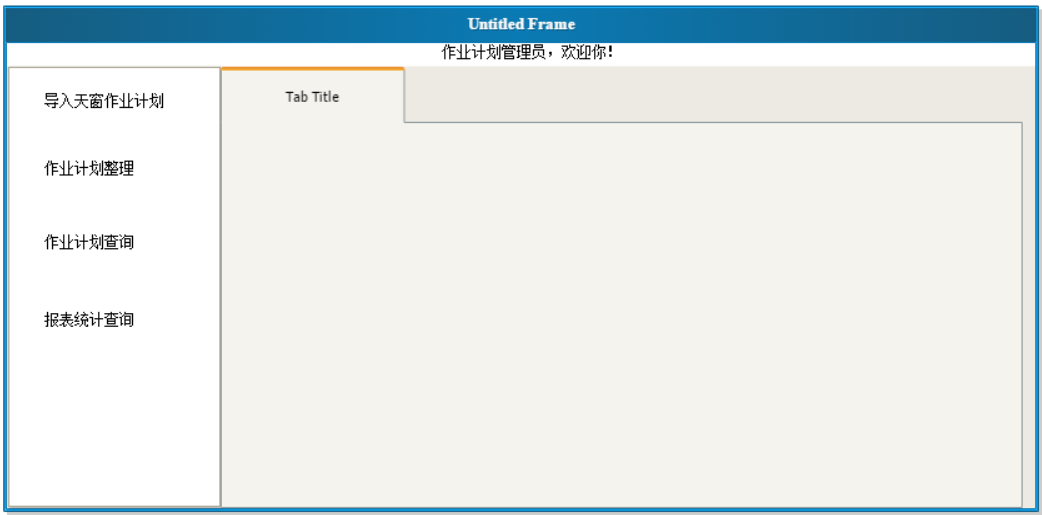 Untitled Frame
作业计划管理员，欢迎你！
导入天窗作业计划
Tab Title
作业计划整理
作业计划查询
报表统计查询